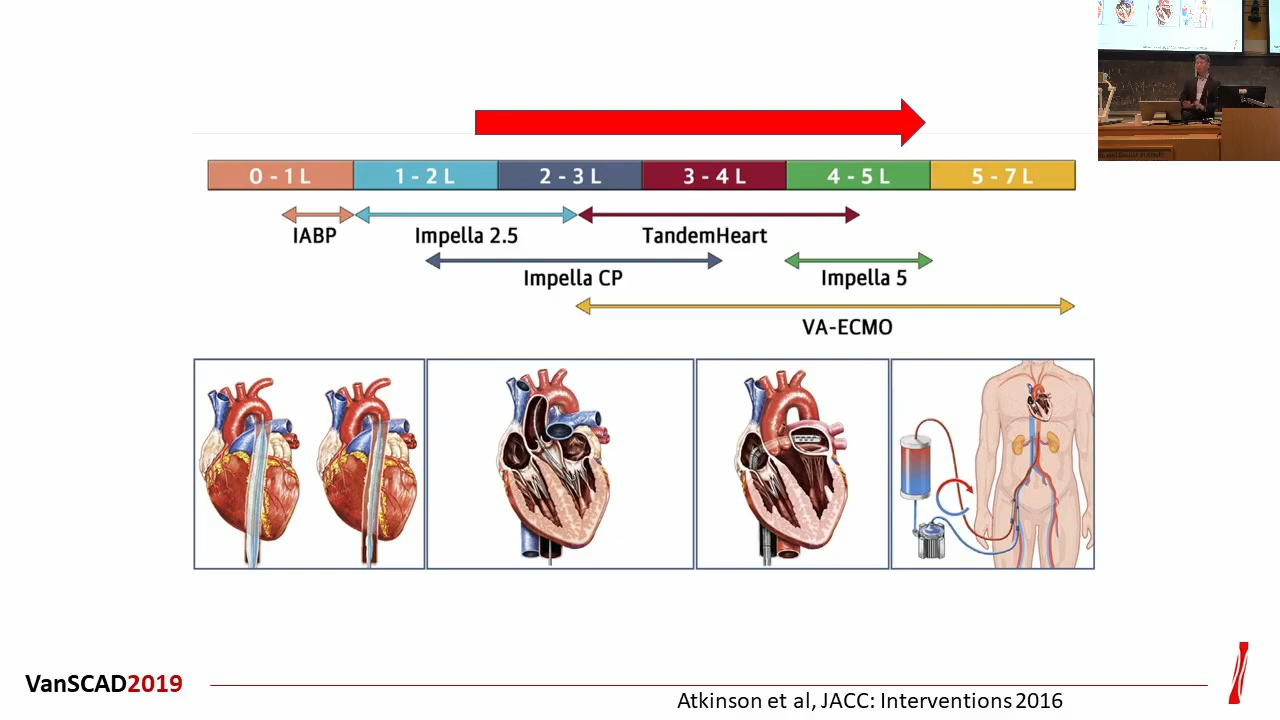 0 - 1 L 1 - 2 L 2 - 3 L 3 - 4 L 4 - 5 L 5 - 7 L
IABP Impella 2.5 TandemHeart
Impella CP Impella 5
VA-ECMO
VanSCAD2019
Atkinson et al, JACC: Interventions 2016